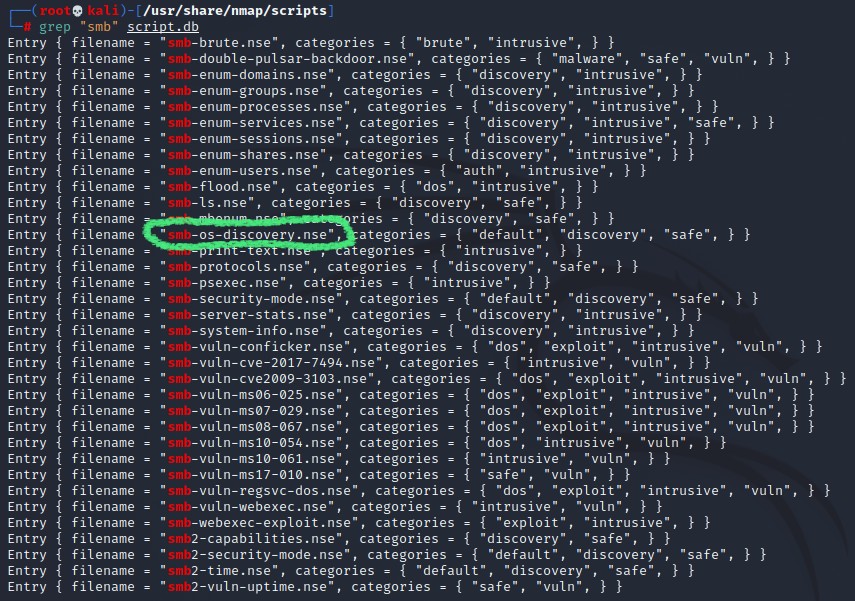 ┌──(root💀kali)-[/usr/share/nmap/scripts]
└─# grep "smb" script.db
Entry { filename = "smb-brute.nse", categories = { "brute", "intrusive", } }
Entry { filename = "smb-double-pulsar-backdoor.nse", categories = { "malware", "safe", "vuln", } }
Entry { filename = "smb-enum-domains.nse", categories = { "discovery", "intrusive", } }
Entry { filename = "smb-enum-groups.nse", categories = { "discovery", "intrusive", } }
Entry { filename = "smb-enum-processes.nse", categories = { "discovery", "intrusive", } }
Entry { filename = "smb-enum-services.nse", categories = { "discovery", "intrusive", "safe", } }
Entry { filename = "smb-enum-sessions.nse", categories = { "discovery", "intrusive", } }
Entry { filename = "smb-enum-shares.nse", categories = { "discovery", "intrusive", } }
Entry { filename = "smb-enum-users.nse", categories = { "auth", "intrusive", } }
Entry { filename = "smb-flood.nse", categories = { "dos", "intrusive", } }
Entry { filename = "smb-ls.nse", categories = { "discovery", "safe", } }
Entry { filename = "smb-mbenum.nse", categories = { "discovery", "safe", } }
Entry { filename = "smb-os-discovery.nse", categories = { "default", "discovery", "safe", } }
Entry { filename = "smb-print-text.nse", categories = { "intrusive", } }
Entry { filename = "smb-protocols.nse", categories = { "discovery", "safe", } }
Entry { filename = "smb-psexec.nse", categories = { "intrusive", } }
Entry { filename = "smb-security-mode.nse", categories = { "default", "discovery", "safe", } }
Entry { filename = "smb-server-stats.nse", categories = { "discovery", "intrusive", } }
Entry { filename = "smb-system-info.nse", categories = { "discovery", "intrusive", } }
Entry { filename = "smb-vuln-conficker.nse", categories = { "dos", "exploit", "intrusive", "vuln", } }
Entry { filename = "smb-vuln-cve-2017-7494.nse", categories = { "intrusive", "vuln", } }
Entry { filename = "smb-vuln-cve2009-3103.nse", categories = { "dos", "exploit", "intrusive", "vuln", } }
Entry { filename = "smb-vuln-ms06-025.nse", categories = { "dos", "exploit", "intrusive", "vuln", } }
Entry { filename = "smb-vuln-ms07-029.nse", categories = { "dos", "exploit", "intrusive", "vuln", } }
Entry { filename = "smb-vuln-ms08-067.nse", categories = { "dos", "exploit", "intrusive", "vuln", } }
Entry { filename = "smb-vuln-ms10-054.nse", categories = { "dos", "intrusive", "vuln", } }
Entry { filename = "smb-vuln-ms10-061.nse", categories = { "intrusive", "vuln", } }
Entry { filename = "smb-vuln-ms17-010.nse", categories = { "safe", "vuln", } }
Entry { filename = "smb-vuln-regsvc-dos.nse", categories = { "dos", "exploit", "intrusive", "vuln", } }
Entry { filename = "smb-vuln-webexec.nse", categories = { "intrusive", "vuln", } }
Entry { filename = "smb-webexec-exploit.nse", categories = { "exploit", "intrusive", } }
Entry { filename = "smb2-capabilities.nse", categories = { "discovery", "safe", } }
Entry { filename = "smb2-security-mode.nse", categories = { "default", "discovery", "safe", } }
Entry { filename = "smb2-time.nse", categories = { "default", "discovery", "safe", } }
Entry { filename = "smb2-vuln-uptime.nse", categories = { "safe", "vuln", } }